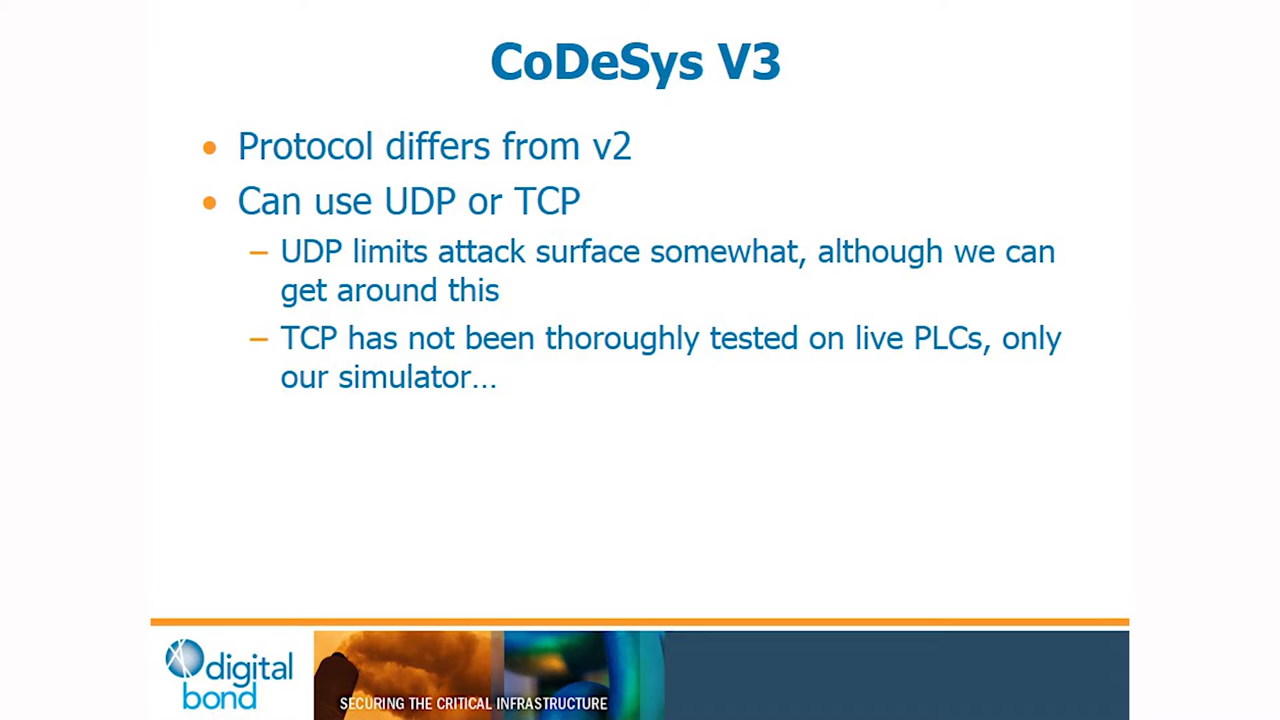 CoDeSys V3
• Protocol differs from v2
• Can use UDP or TCP
– UDP limits attack surface somewhat, although we can
get around this
– TCP has not been thoroughly tested on live PLCs, only
our simulator…
digital
bond
SECURING THE CRITICAL INFRASTRUCTURE